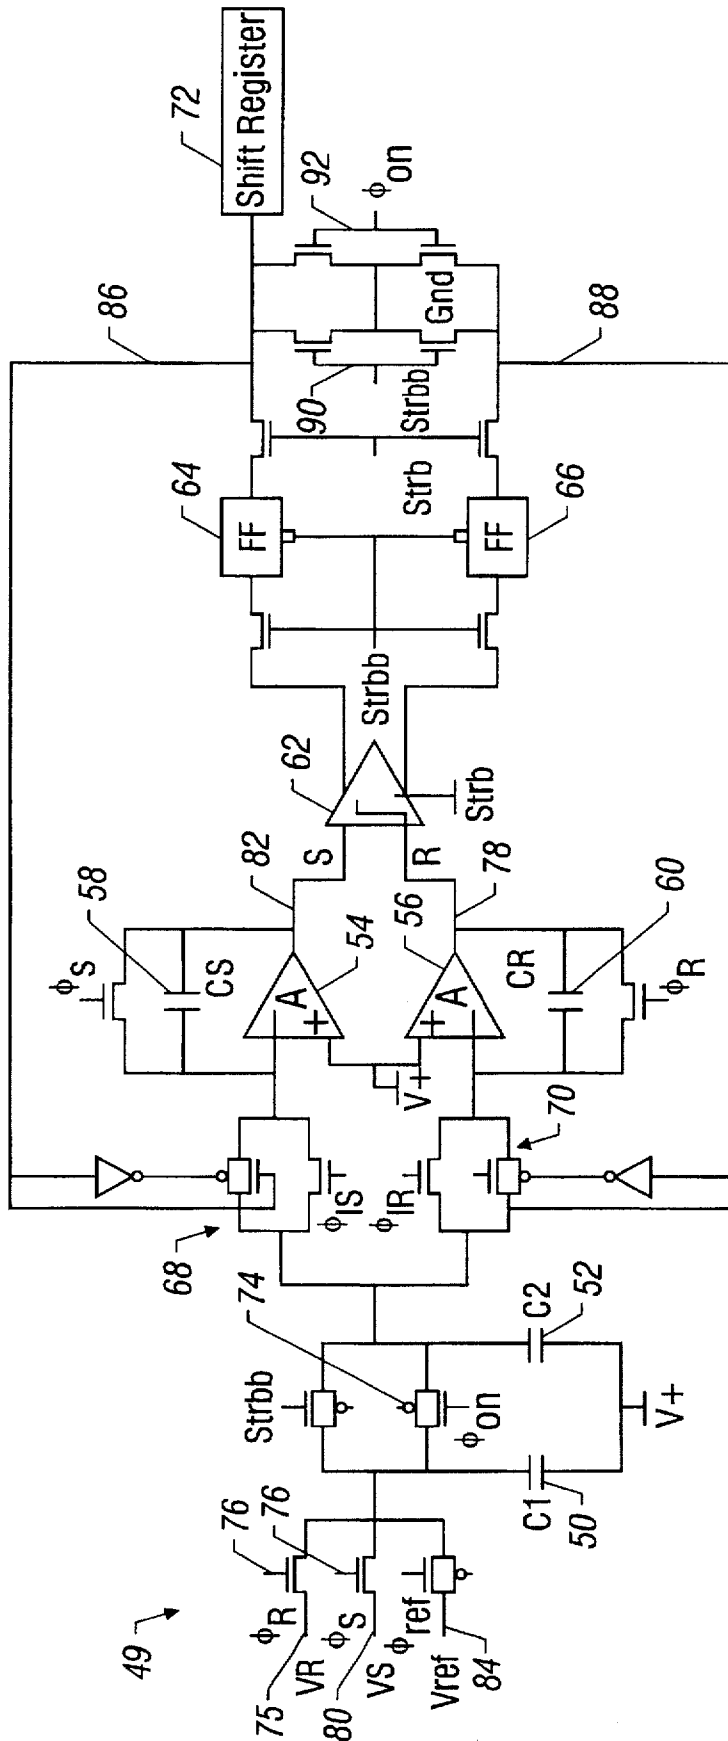 49
75
VR
ϕR
76
80
VS
ϕS
76
84
Vref
ϕref
C1
50
V+
C2
52
Strbb
74
ϕon
68
ϕIS
ϕIR
70
V+
ϕS
58
CS
A
+
54
82
S
56
A
+
78
R
CR
60
ϕR
62
Strb
Strbb
64
FF
66
FF
Strb
Strbb
90
86
88
Gnd
92
ϕon
72
Shift Register